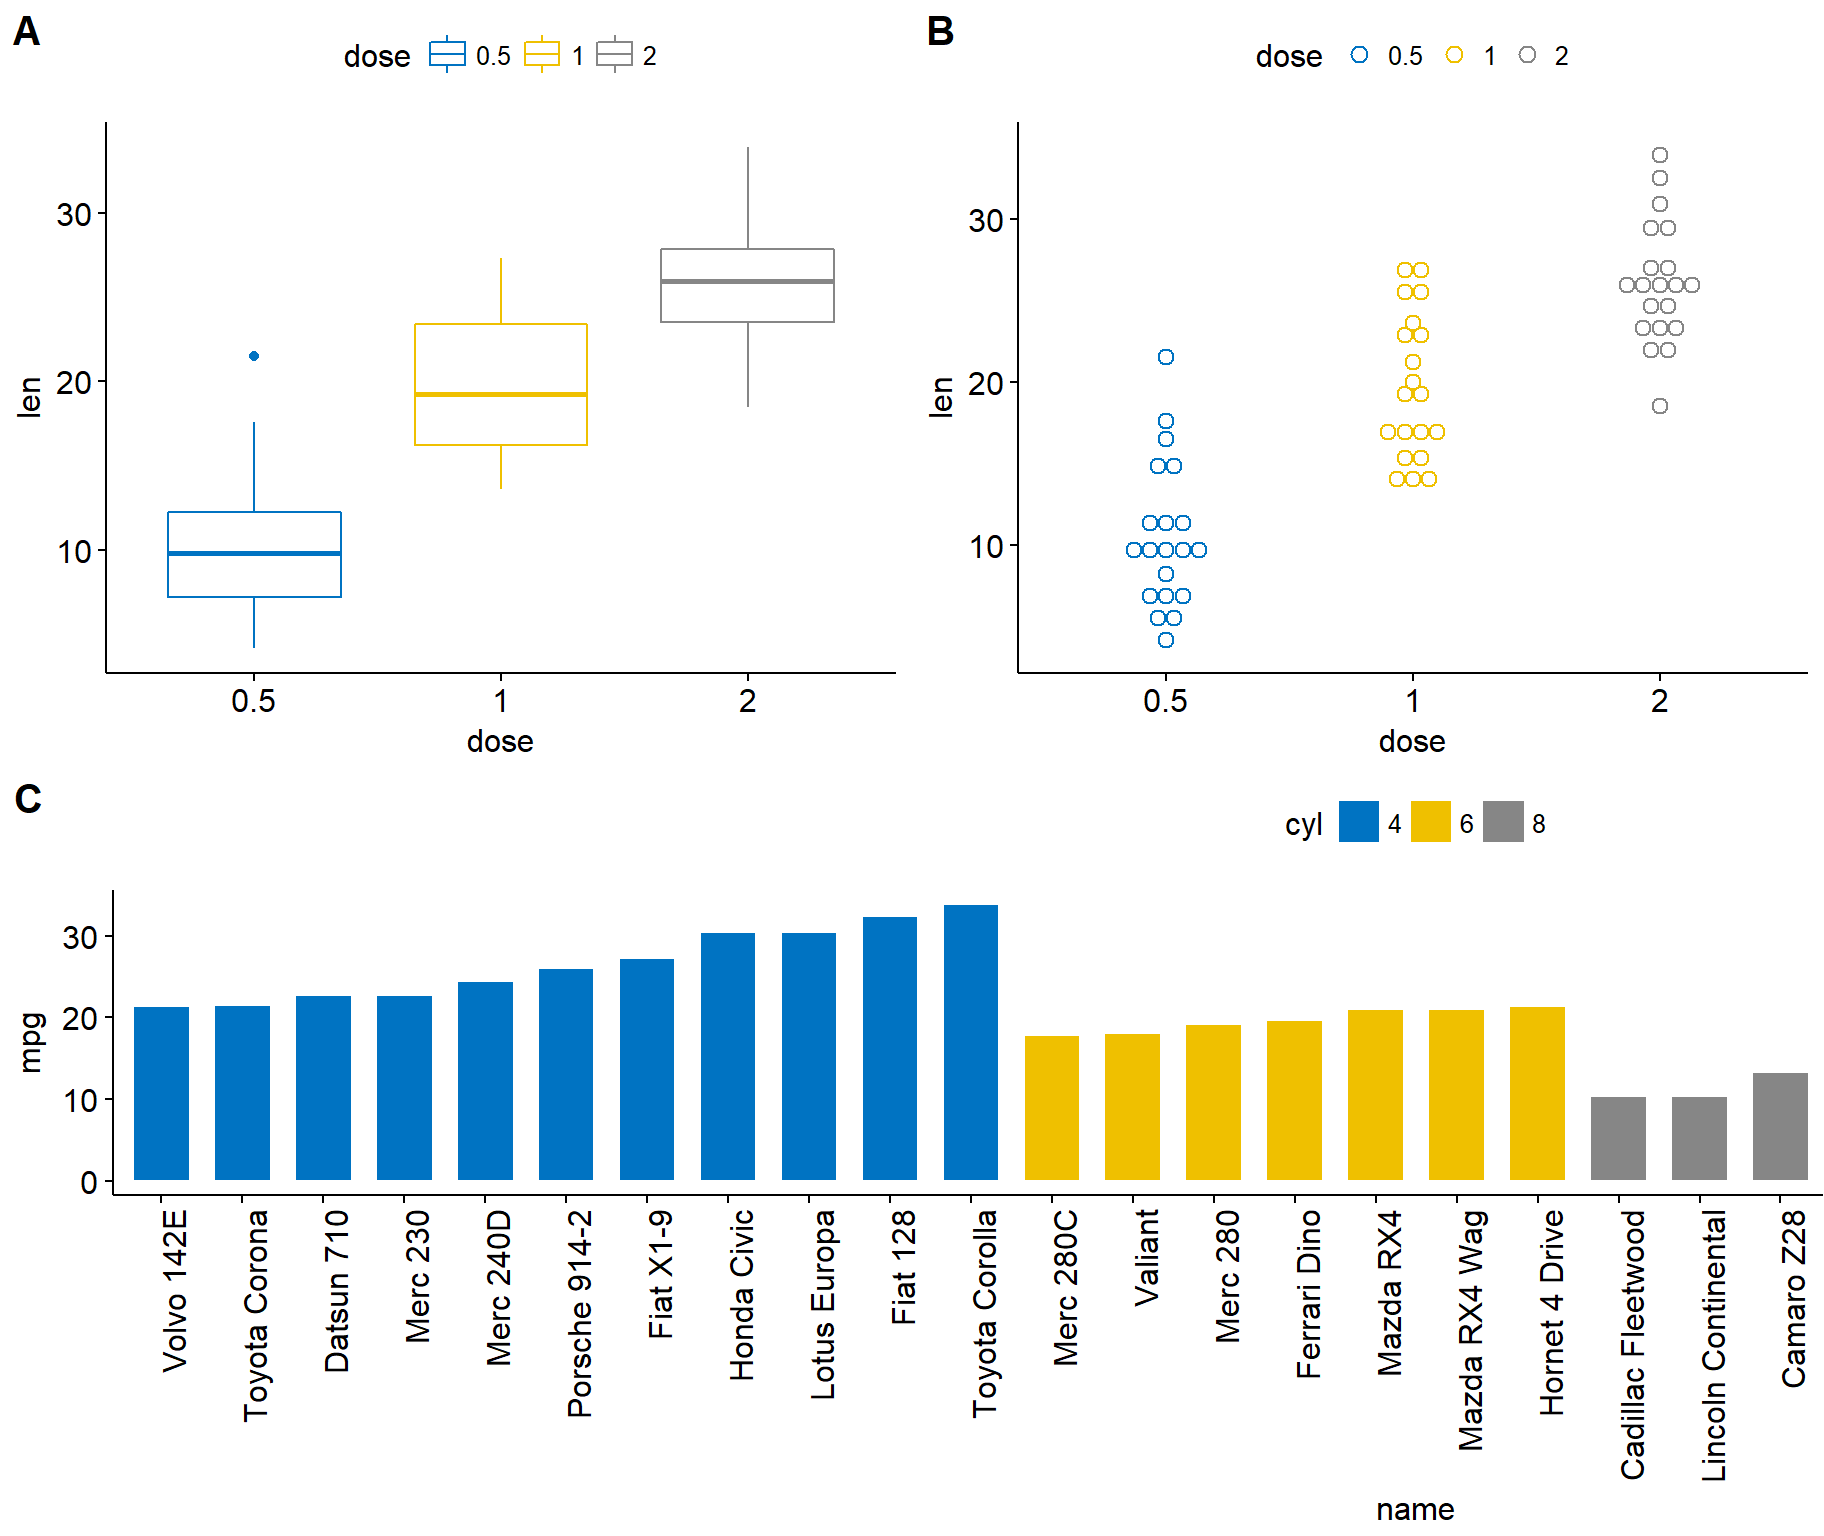 A
dose 0.5 1 2
30
20
10
len
0.5 1 2
dose
B
dose 0.5 1 2
30
20
10
len
0.5 1 2
dose
C
cyl 4 6 8
30
20
10
0
mpg
Volvo 142E
Toyota Corona
Datsun 710
Merc 230
Merc 240D
Porsche 914-2
Fiat X1-9
Honda Civic
Lotus Europa
Fiat 128
Toyota Corolla
Merc 280C
Valiant
Merc 280
Ferrari Dino
Mazda RX4
Mazda RX4 Wag
Hornet 4 Drive
Cadillac Fleetwood
Lincoln Continental
Camaro Z28
name